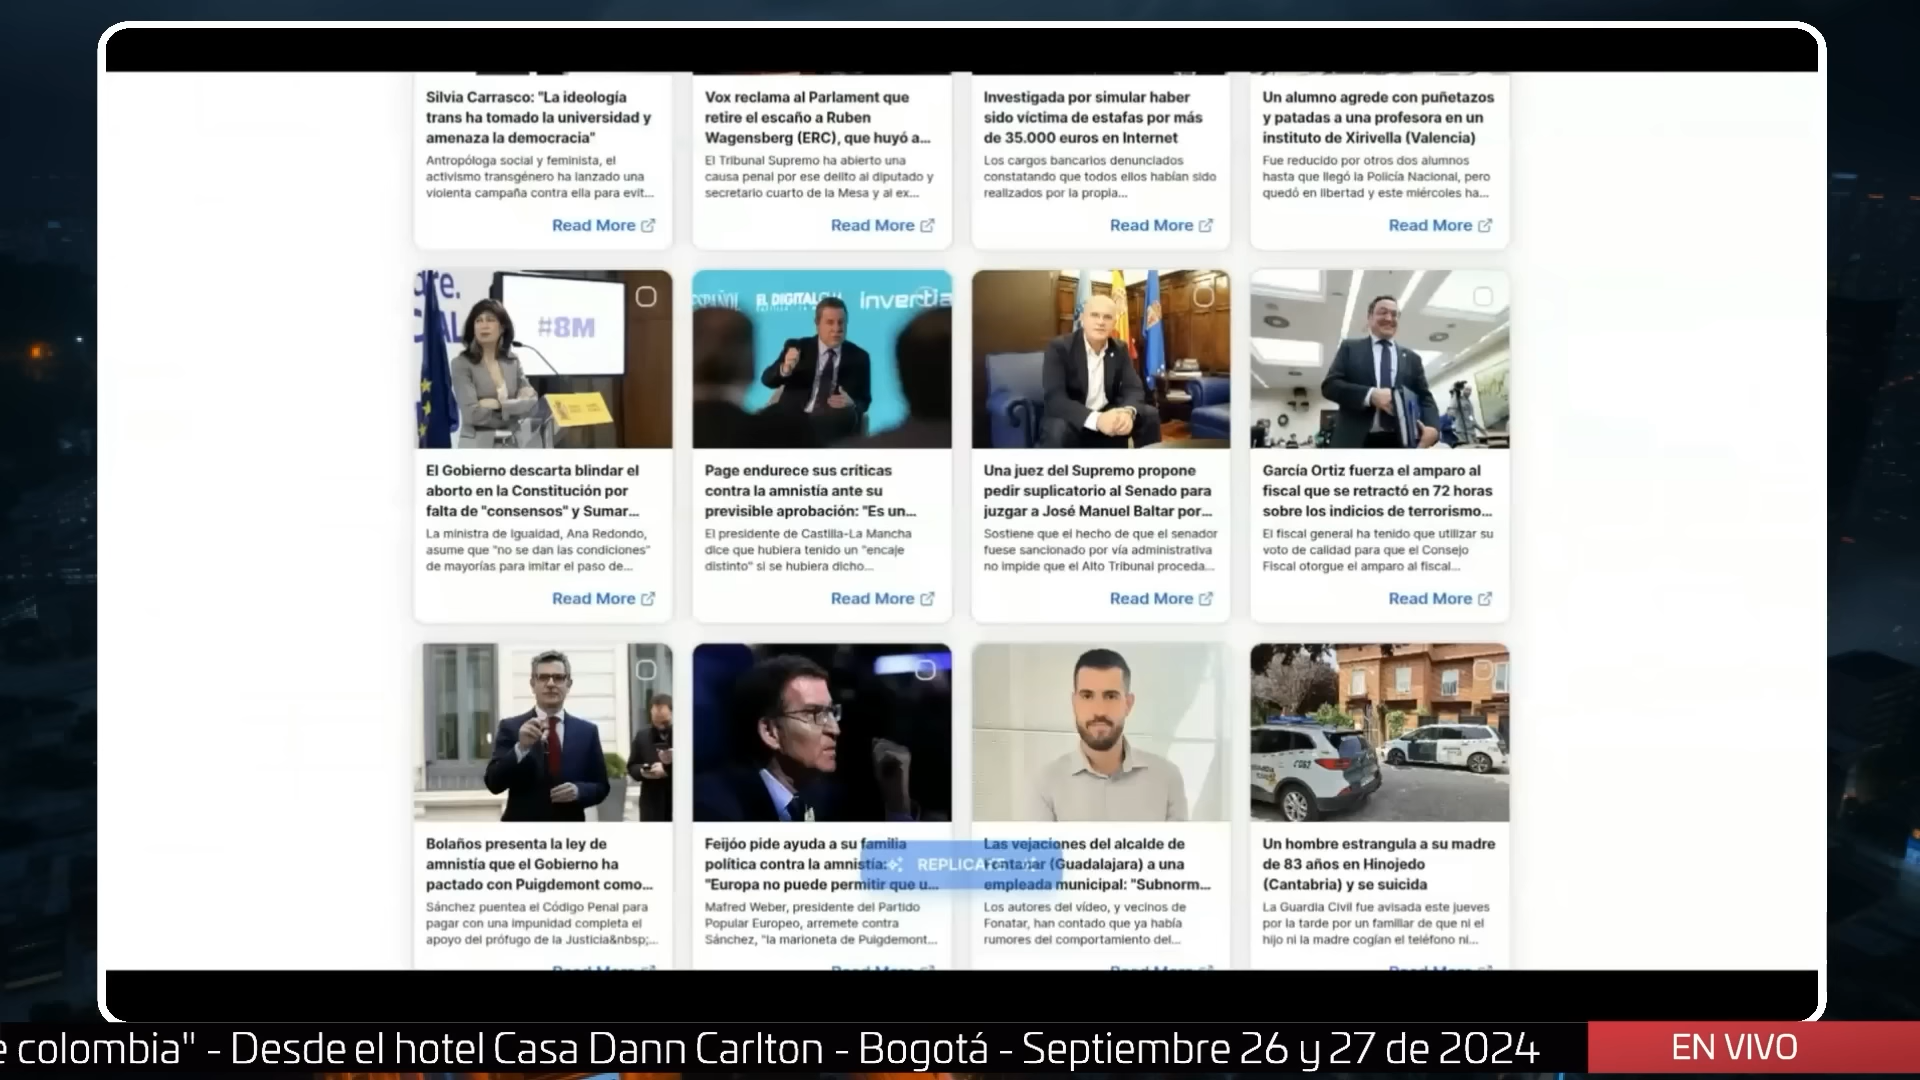 Silvia Carrasco: "La ideología
trans ha tomado la universidad y
amenaza la democracia"
Antropóloga social y feminista, el
activismo transgénero ha lanzado una
violenta campaña contra ella para evit...
Read More
Vox reclama al Parlament que
retire el escaño a Ruben
Wagensberg (ERC), que huyó a...
El Tribunal Supremo ha abierto una
causa penal por ese delito al diputado y
secretario cuarto de la Mesa y al ex...
Read More
Investigada por simular haber
sido víctima de estafas por más
de 35.000 euros en Internet
Los cargos bancarios denunciados
constatando que todos ellos habían sido
realizados por la propia...
Read More
Un alumno agrede con puñetazos
y patadas a una profesora en un
instituto de Xirivella (Valencia)
Fue reducido por otros dos alumnos
hasta que llegó la Policía Nacional, pero
quedó en libertad y este miércoles ha...
Read More
#8M
El Gobierno descarta blindar el
aborto en la Constitución por
falta de "consensos" y Sumar...
La ministra de Igualdad, Ana Redondo,
asume que "no se dan las condiciones"
de mayorías para imitar el paso de...
Read More
ESPAÑOL EL DIGITAL invertia
Page endurece sus críticas
contra la amnistía ante su
previsible aprobación: "Es un...
El presidente de Castilla-La Mancha
dice que hubiera tenido un "encaje
distinto" si se hubiera dicho...
Read More
Una juez del Supremo propone
pedir suplicatorio al Senado para
juzgar a José Manuel Baltar por...
Sostiene que el hecho de que el senador
fuese sancionado por vía administrativa
no impide que el Alto Tribunal proceda...
Read More
García Ortiz fuerza el amparo al
fiscal que se retractó en 72 horas
sobre los indicios de terrorismo...
El fiscal general ha tenido que utilizar su
voto de calidad para que el Consejo
Fiscal otorgue el amparo al fiscal...
Read More
Bolaños presenta la ley de
amnistía que el Gobierno ha
pactado con Puigdemont como...
Sánchez puentea el Código Penal para
pagar con una impunidad completa el
apoyo del prófugo de la Justicia&nbsp;...
Read More
Feijóo pide ayuda a su familia
política contra la amnistía:
"Europa no puede permitir que u...
Mafred Weber, presidente del Partido
Popular Europeo, arremete contra
Sánchez, "la marioneta de Puigdemont...
Read More
REPLICATE
Las vejaciones del alcalde de
Fontanar (Guadalajara) a una
empleada municipal: "Subnorm...
Los autores del vídeo, y vecinos de
Fonatar, han contado que ya había
rumores del comportamiento del...
Read More
Un hombre estrangula a su madre
de 83 años en Hinojedo
(Cantabria) y se suicida
La Guardia Civil fue avisada este jueves
por la tarde por un familiar de que ni el
hijo ni la madre cogían el teléfono ni...
Read More
e colombia" - Desde el hotel Casa Dann Carlton - Bogotá - Septiembre 26 y 27 de 2024
EN VIVO